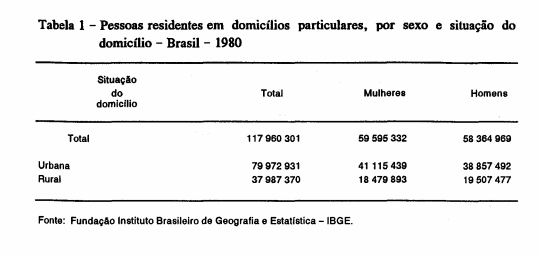 Tabela 1 – Pessoas residentes em domicílios particulares, por sexo e situação do
domicílio – Brasil – 1980
Situação
do
domicílio
Total Mulheres Homens
Total 117 960 301 59 595 332 58 364 969
Urbana 79 972 931 41 115 439 38 857 492
Rural 37 987 370 18 479 893 19 507 477
Fonte: Fundação Instituto Brasileiro de Geografia e Estatística – IBGE.